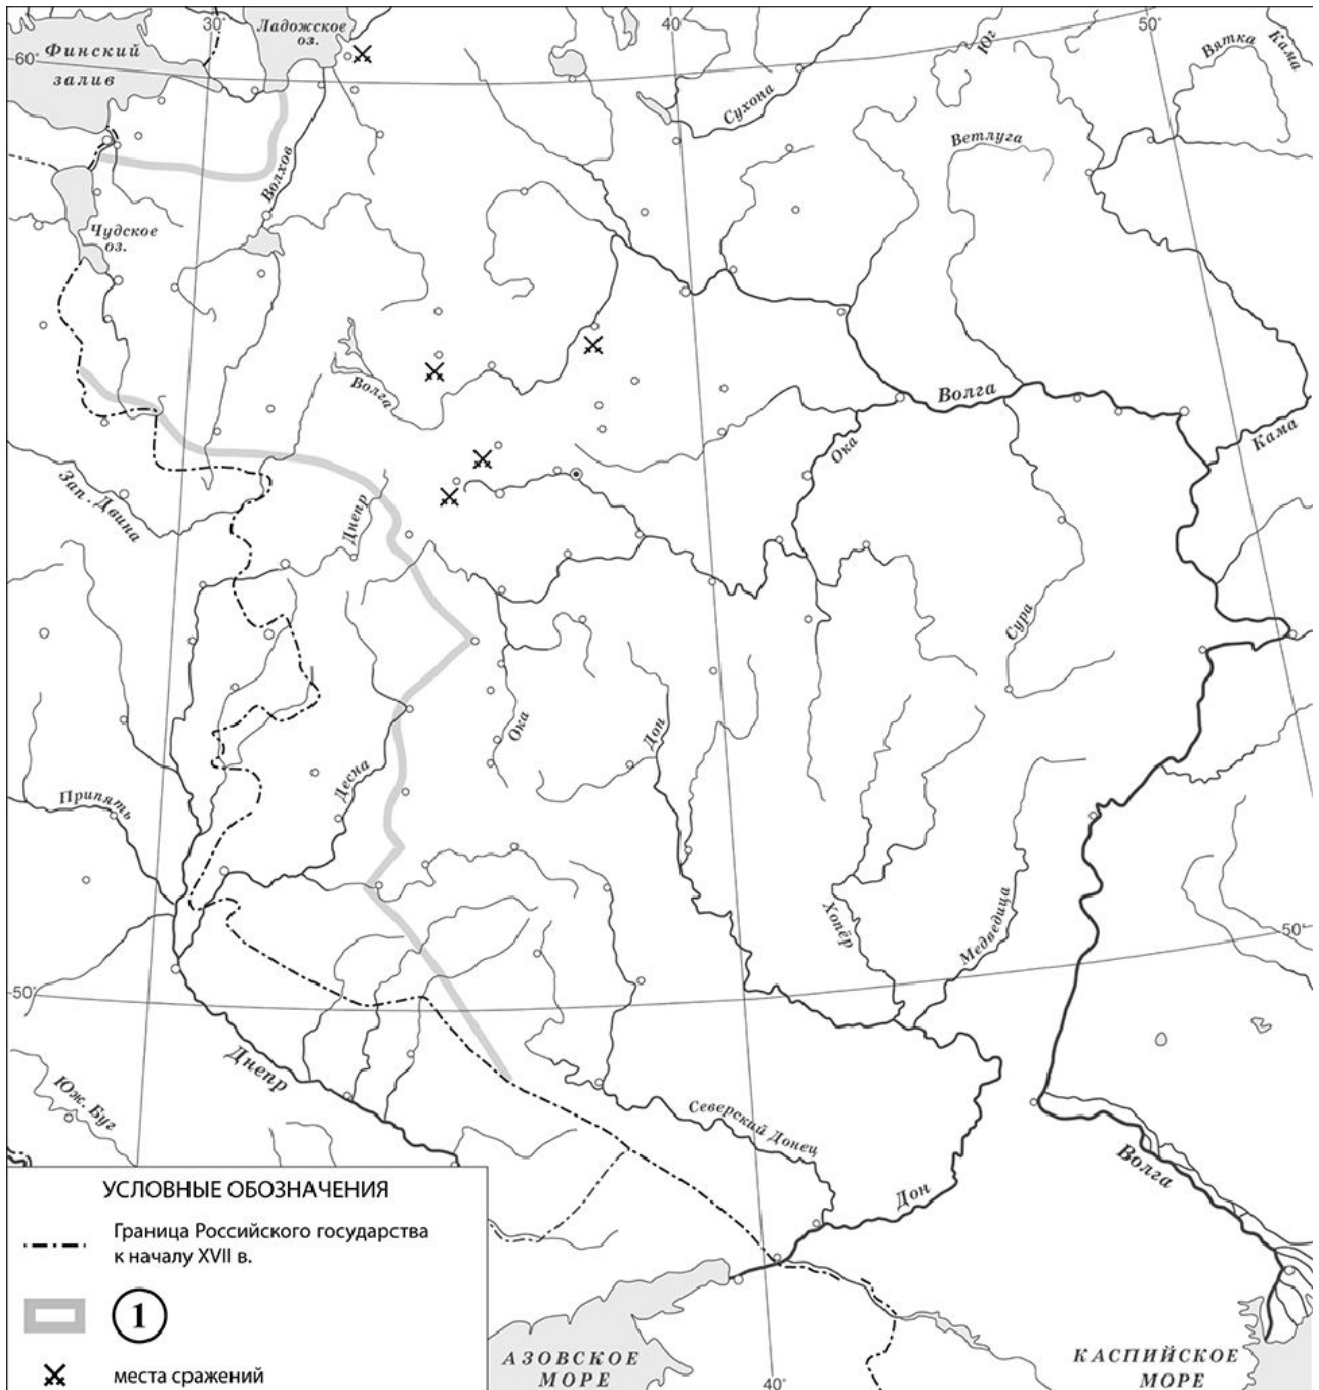 30°
Ладожское
оз.
40°
50°
60°
Финский
залив
Юг
Вятка
Кама
Сухона
Ветлуга
Волхов
Чудское
оз.
Волга
Волга
Ока
Кама
Зап. Двина
Днепр
Сура
Ока
Дон
Десна
Припять
Хопёр
Медведица
50°
50°
Днепр
Юж. Буг
Северский Донец
Волга
Дон
УСЛОВНЫЕ ОБОЗНАЧЕНИЯ
Граница Российского государства
к началу XVII в.
1
места сражений
АЗОВСКОЕ
МОРЕ
40°
КАСПИЙСКОЕ
МОРЕ